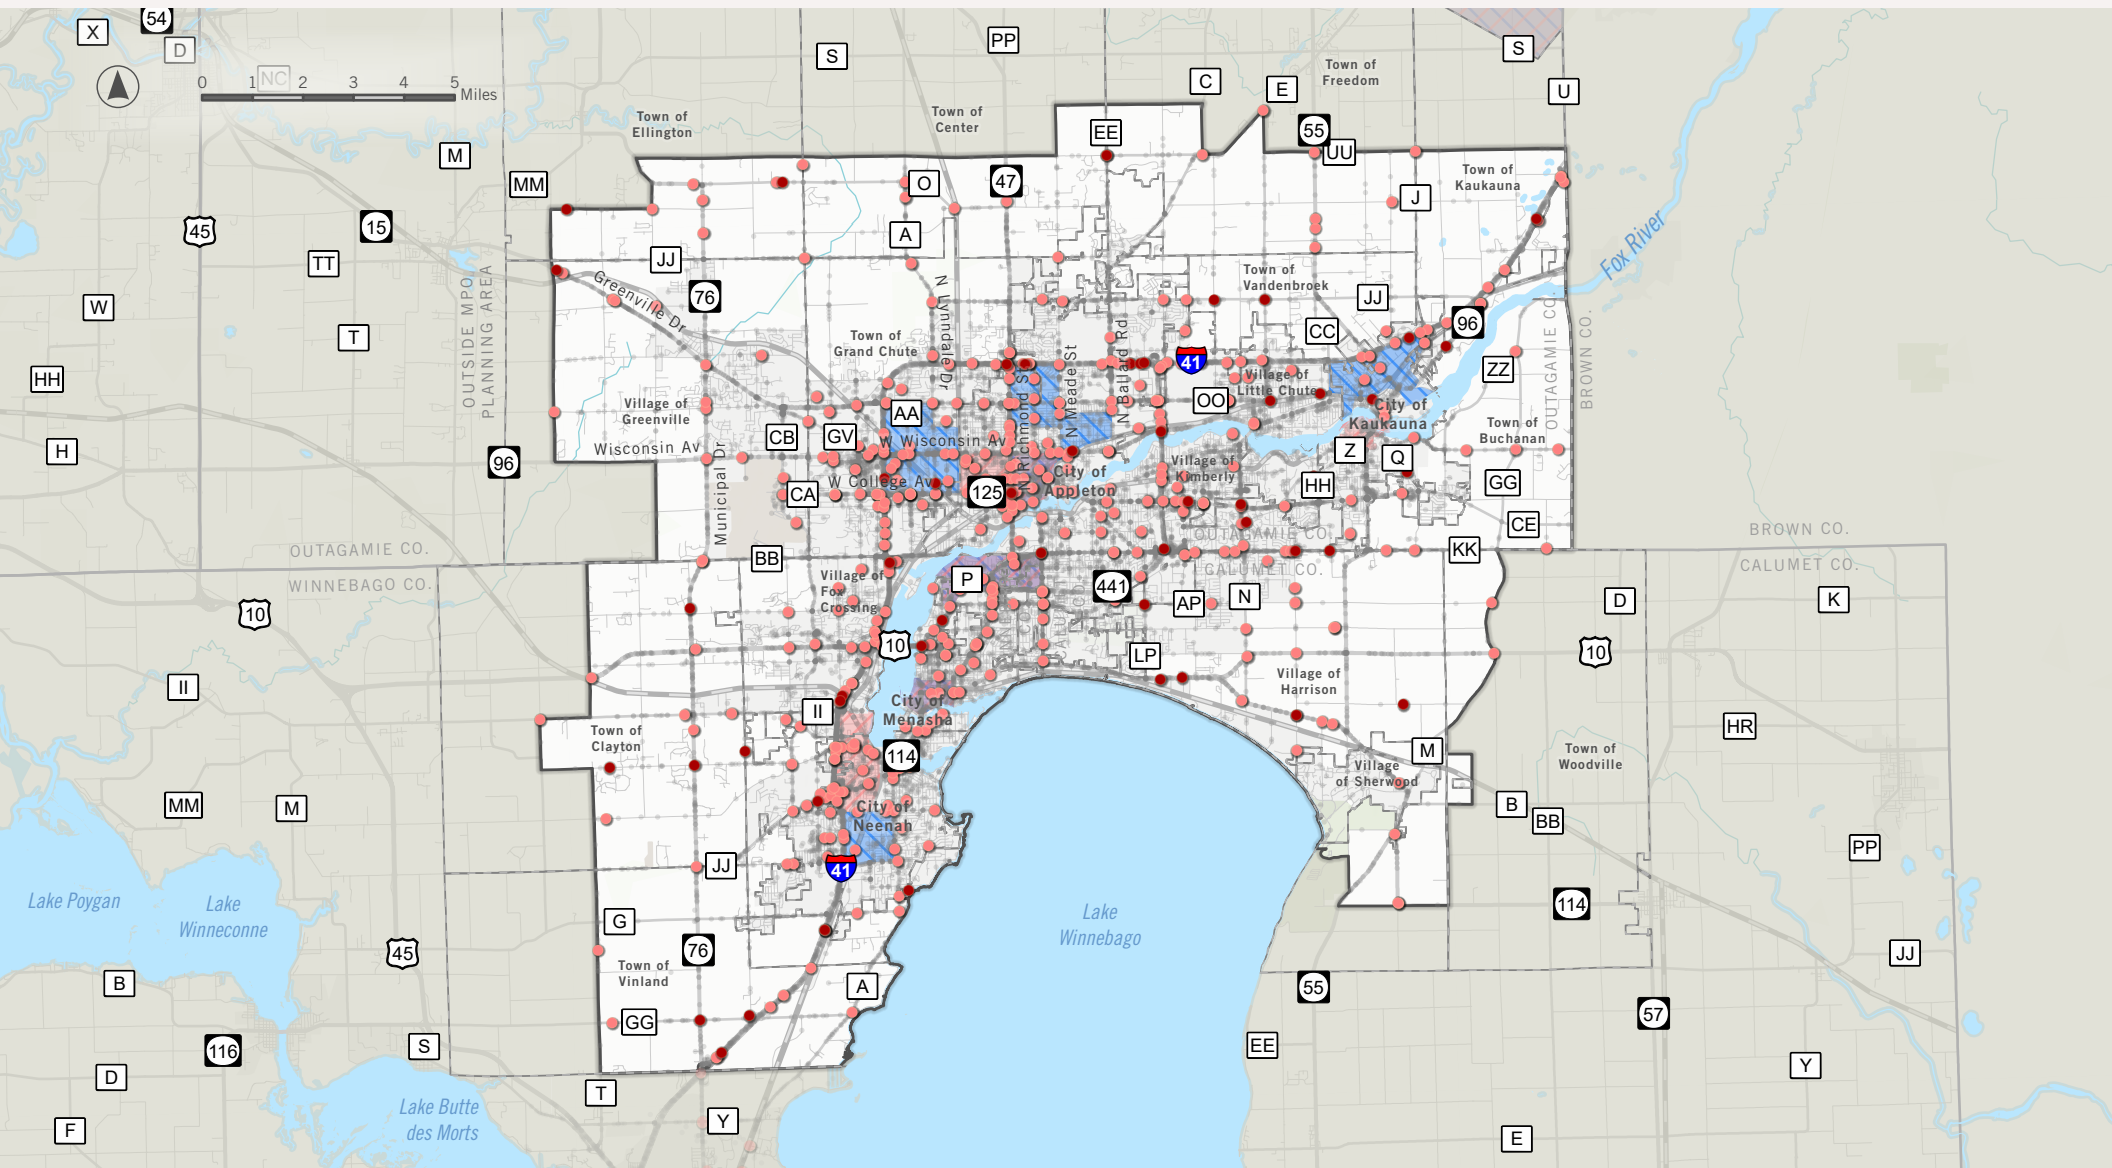 54
X
D
S
PP
S
NC
0 1 2 3 4 5
Miles
Town of
Freedom
C
E
U
Town of
Ellington
Town of
Center
EE
55
UU
M
MM
O
47
Town of
Kaukauna
J
45
15
A
Fox River
TT
JJ
Town of
Vandenbroek
OUTSIDE MPO
PLANNING AREA
Greenville Dr
76
N Lynndale Dr
JJ
W
T
Town of
Grand Chute
N Meade St
N Ballard Rd
CC
96
OUTAGAMIE CO.
BROWN CO.
41
ZZ
HH
N Richmond St
Village of
Little Chute
Village of
Greenville
AA
OO
City of
Kaukauna
H
Wisconsin Av
CB
GV
W Wisconsin Av
Town of
Buchanan
96
Municipal Dr
Village of
Kimberly
Z
Q
CA
W College Av
125
City of
Appleton
HH
GG
CE
OUTAGAMIE CO.
BROWN CO.
OUTAGAMIE CO.
BB
KK
WINNEBAGO CO.
CALUMET CO.
CALUMET CO.
Village of
Fox
Crossing
P
441
AP
N
D
K
10
10
10
LP
II
Village of
Harrison
II
City of
Menasha
HR
Town of
Clayton
114
M
Town of
Woodville
Village
of Sherwood
MM
M
City of
Neenah
B
BB
JJ
41
PP
Lake Poygan
Lake
Winneconne
G
Lake
Winnebago
114
45
76
JJ
Town of
Vinland
B
A
55
57
GG
116
S
EE
Y
D
T
Lake Butte
des Morts
Y
F
E